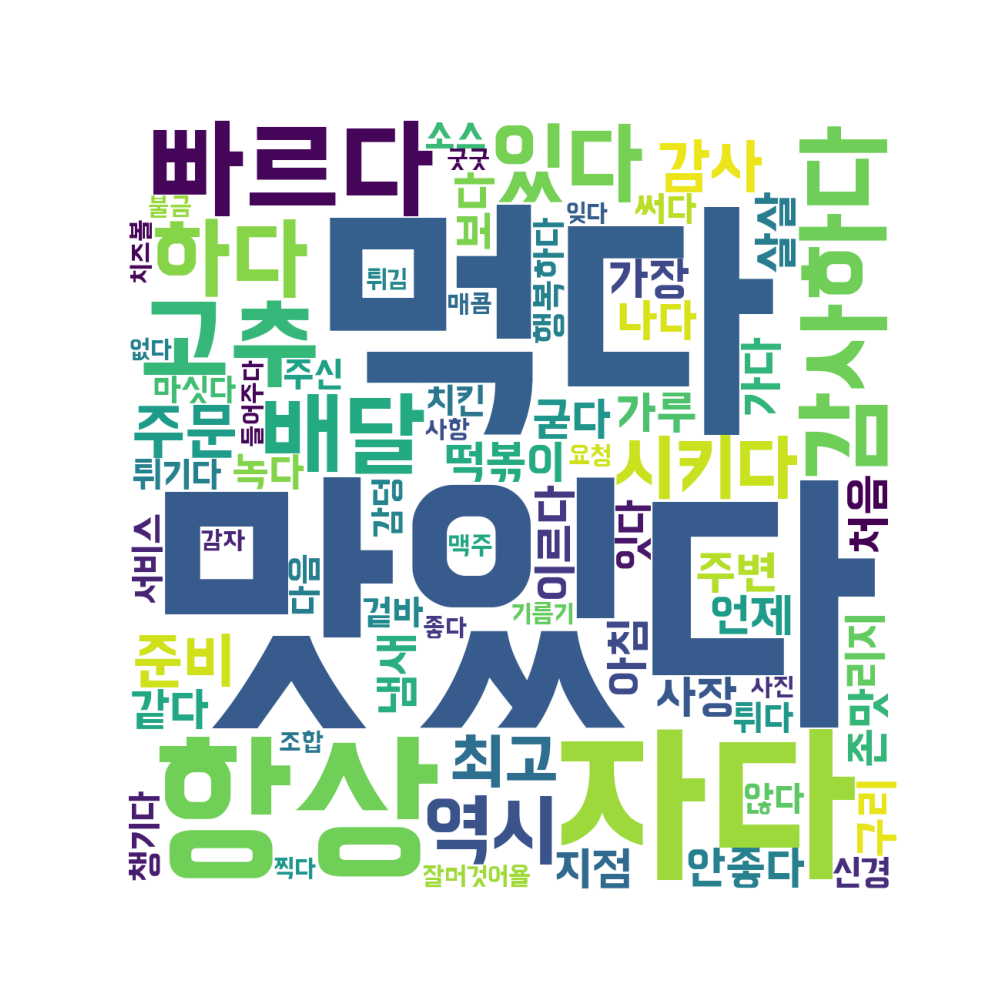 빠르다
소스
굿굿
있다
감사
감사하다
불금
보다
잊다
써다
살살
치즈볼
하다
먹다
튀김
매콤
행복하다
가장
나다
고추
없다
마싯다
들어주다
주신
가다
주문
배달
치킨
사항
굳다
가루
튀기다
녹다
떡볶이
요청
시키다
처음
맛있다
감자
감덩
맥주
이르다
잇다
서비스
다음
겉바
좋다
기름기
주변
언제
준비
냄새
아침
존맛리지
같다
사장
사진
튀다
항상
조합
최고
자다
않다
구리
챙기다
찍다
역시
잘머것어욜
지점
안좋다
신경